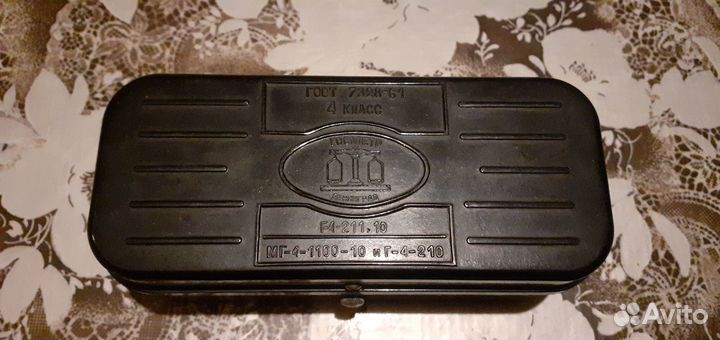 ГОСТ 7328-61
4 КЛАСС
Г4-211,10
МГ-4-1100-10 и Г-4-210
Avito